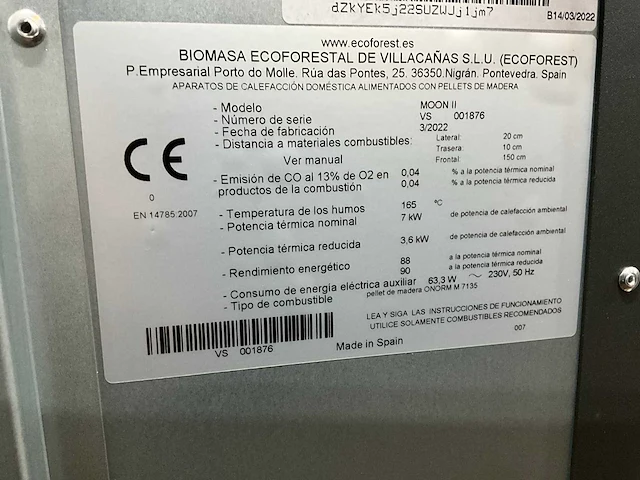 dZkYEk5j22SUZWJj1jm7
B14/03/2022
www.ecoforest.es
BIOMASA ECOFORESTAL DE VILLACAÑAS S.L.U. (ECOFOREST)
P.Empresarial Porto do Molle. Rúa das Pontes, 25. 36350.Nigrán. Pontevedra. Spain
APARATOS DE CALEFACCIÓN DOMÉSTICA ALIMENTADOS CON PELLETS DE MADERA
- Modelo MOON II
- Número de serie VS 001876
- Fecha de fabricación 3/2022
- Distancia a materiales combustibles: Lateral: 20 cm
Trasera: 10 cm
Ver manual Frontal: 150 cm
CE
0
EN 14785:2007
- Emisión de CO al 13% de O2 en 0,04 % a la potencia térmica nominal
productos de la combustión 0,04 % a la potencia térmica reducida
- Temperatura de los humos 165 ºC
- Potencia térmica nominal 7 kW de potencia de calefacción ambiental
- Potencia térmica reducida 3,6 kW de potencia de calefacción ambiental
- Rendimiento energético 88 a la potencia térmica nominal
90 a la potencia térmica reducida
- Consumo de energía eléctrica auxiliar 63,3 W ~ 230V, 50 Hz
- Tipo de combustible pellet de madera ONORM M 7135
LEA Y SIGA LAS INSTRUCCIONES DE FUNCIONAMIENTO
UTILICE SOLAMENTE COMBUSTIBLES RECOMENDADOS
007
VS 001876
Made in Spain